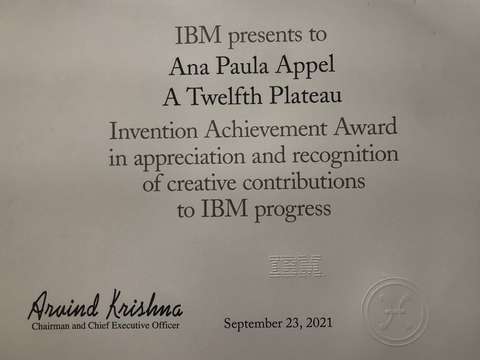 IBM presents to
Ana Paula Appel
A Twelfth Plateau
Invention Achievement Award
in appreciation and recognition
of creative contributions
to IBM progress
IBM
Arvind Krishna
Chairman and Chief Executive Officer
September 23, 2021